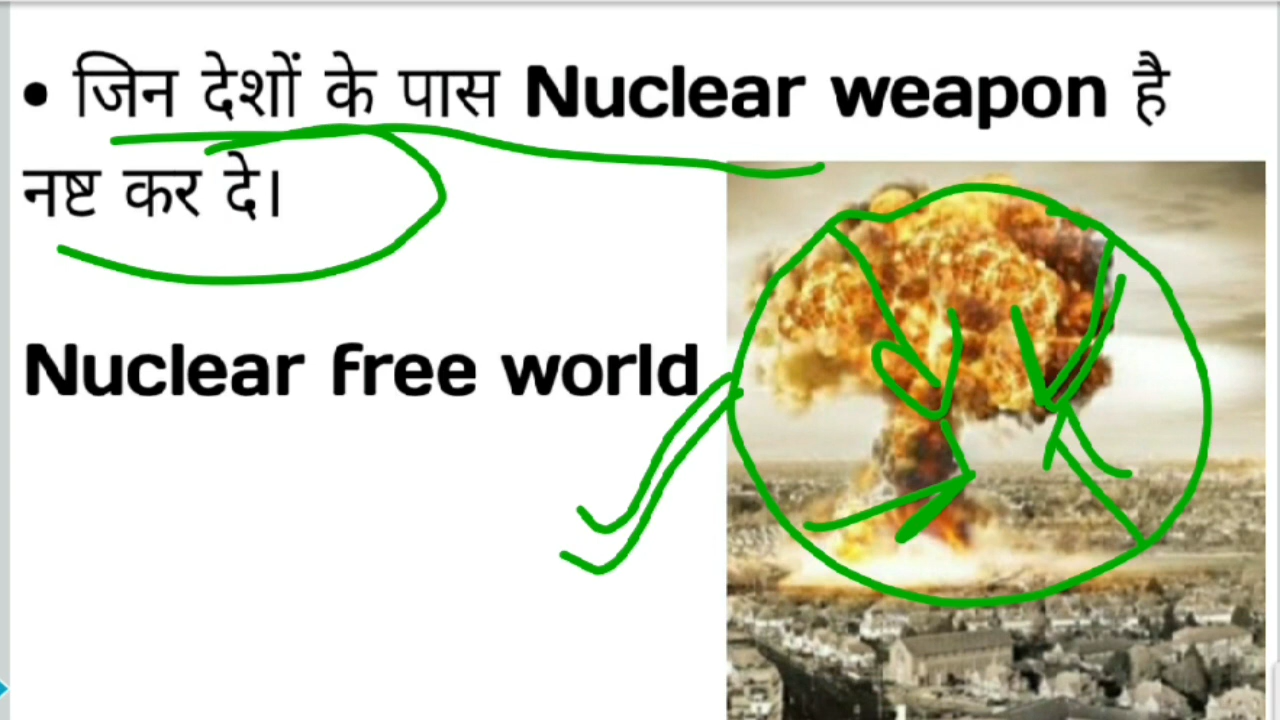 • जिन देशों के पास Nuclear weapon है
नष्ट कर दे।
Nuclear free world